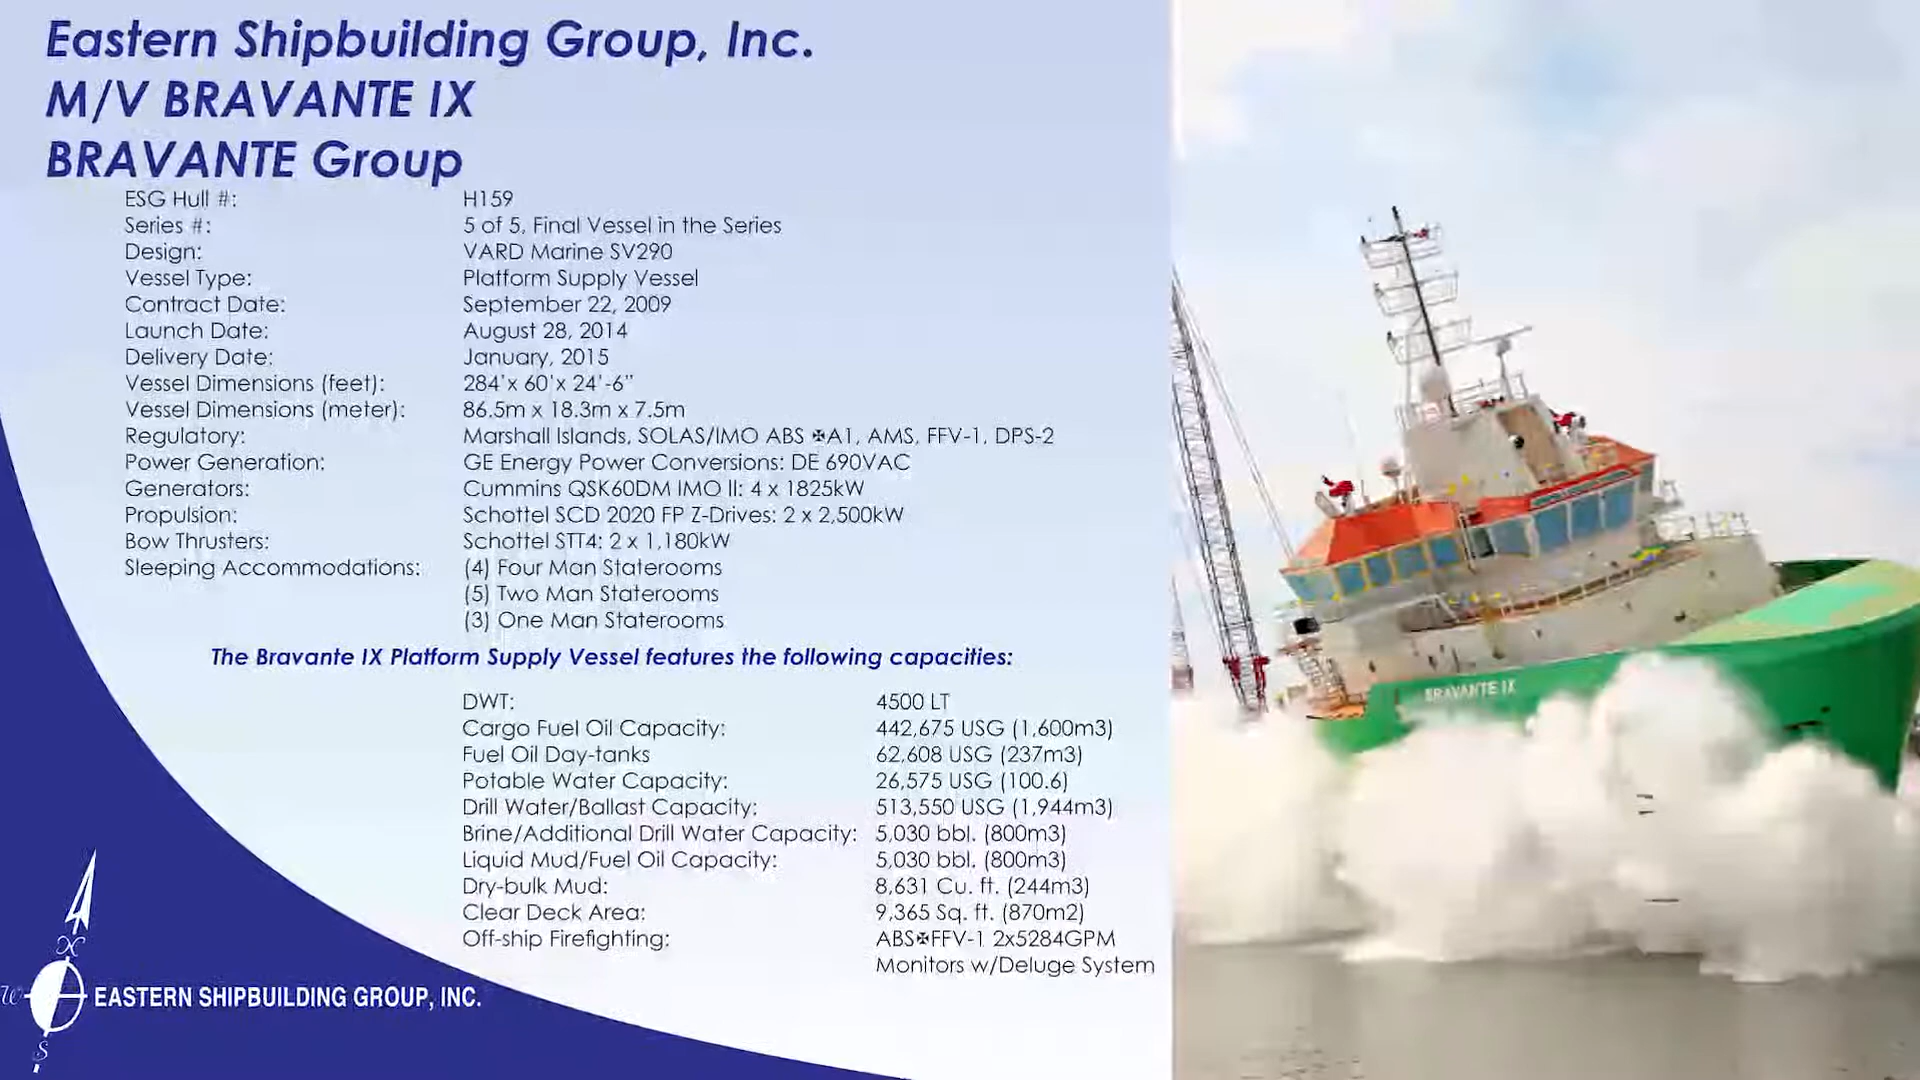 Eastern Shipbuilding Group, Inc.
M/V BRAVANTE IX
BRAVANTE Group
ESG Hull #: H159
Series #: 5 of 5, Final Vessel in the Series
Design: VARD Marine SV290
Vessel Type: Platform Supply Vessel
Contract Date: September 22, 2009
Launch Date: August 28, 2014
Delivery Date: January, 2015
Vessel Dimensions (feet): 284'x 60'x 24'-6"
Vessel Dimensions (meter): 86.5m x 18.3m x 7.5m
Regulatory: Marshall Islands, SOLAS/IMO ABS ✠A1, AMS, FFV-1, DPS-2
Power Generation: GE Energy Power Conversions: DE 690VAC
Generators: Cummins QSK60DM IMO II: 4 x 1825kW
Propulsion: Schottel SCD 2020 FP Z-Drives: 2 x 2,500kW
Bow Thrusters: Schottel STT4: 2 x 1,180kW
Sleeping Accommodations: (4) Four Man Staterooms
(5) Two Man Staterooms
(3) One Man Staterooms
The Bravante IX Platform Supply Vessel features the following capacities:
DWT: 4500 LT
Cargo Fuel Oil Capacity: 442,675 USG (1,600m3)
Fuel Oil Day-tanks 62,608 USG (237m3)
Potable Water Capacity: 26,575 USG (100.6)
Drill Water/Ballast Capacity: 513,550 USG (1,944m3)
Brine/Additional Drill Water Capacity: 5,030 bbl. (800m3)
Liquid Mud/Fuel Oil Capacity: 5,030 bbl. (800m3)
Dry-bulk Mud: 8,631 Cu. ft. (244m3)
Clear Deck Area: 9,365 Sq. ft. (870m2)
Off-ship Firefighting: ABS✠FFV-1 2x5284GPM
Monitors w/Deluge System
BRAVANTE IX
N
W
S
EASTERN SHIPBUILDING GROUP, INC.